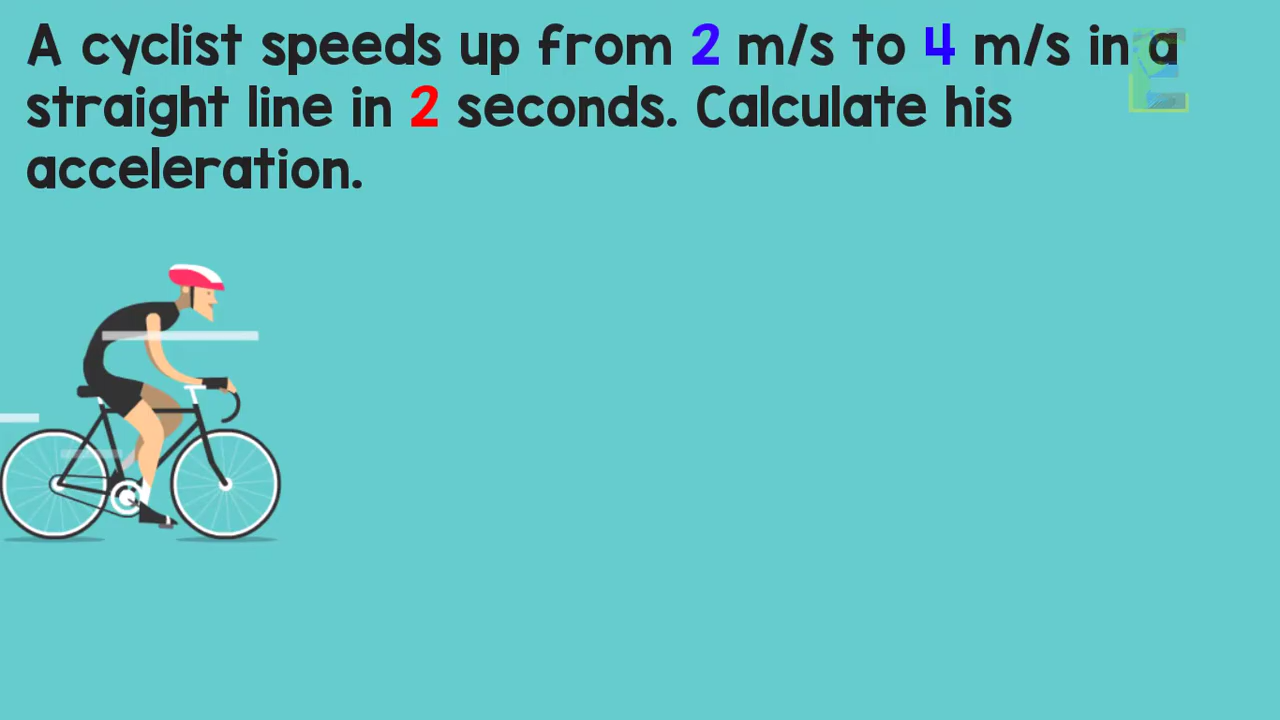 A cyclist speeds up from 2 m/s to 4 m/s in a
straight line in 2 seconds. Calculate his
acceleration.